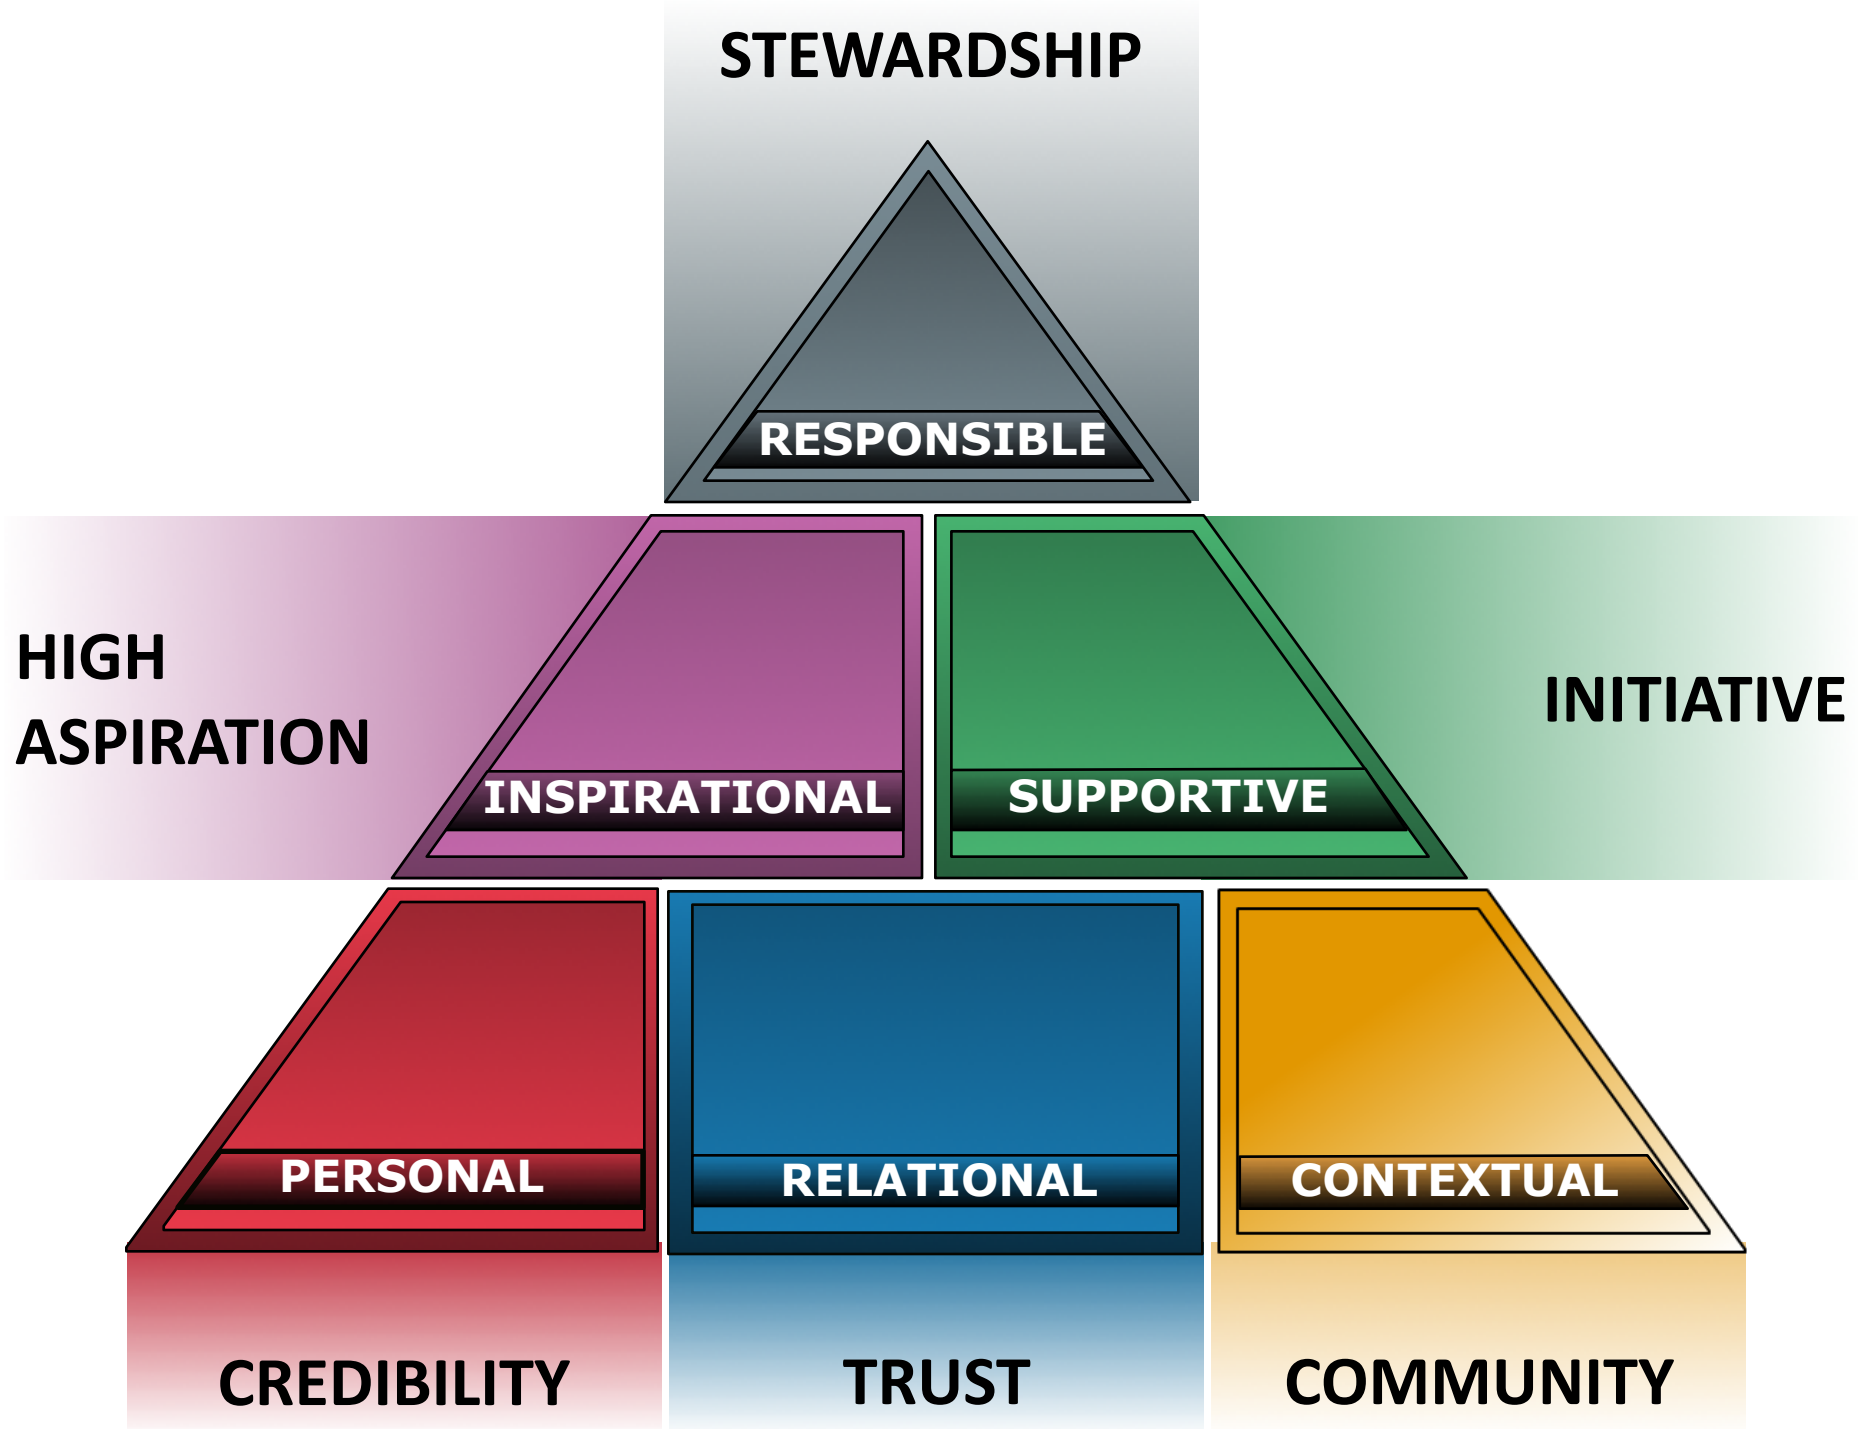 STEWARDSHIP
RESPONSIBLE
HIGH
ASPIRATION
INSPIRATIONAL
SUPPORTIVE
INITIATIVE
PERSONAL
RELATIONAL
CONTEXTUAL
CREDIBILITY
TRUST
COMMUNITY